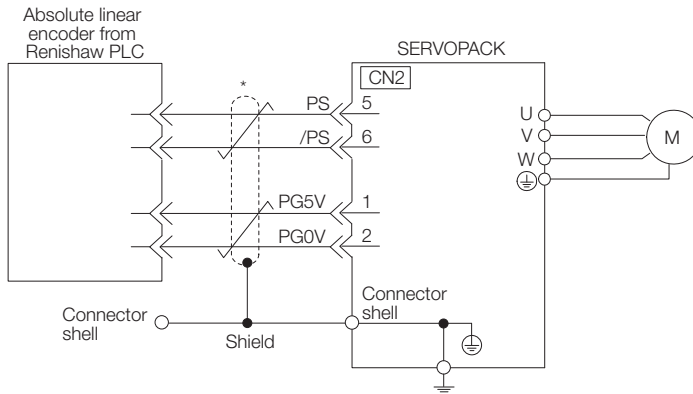 Absolute linear
encoder from
Renishaw PLC
SERVOPACK
CN2
*
PS
5
/PS
6
PG5V
1
PG0V
2
U
V
W
M
Connector
shell
Shield
Connector
shell